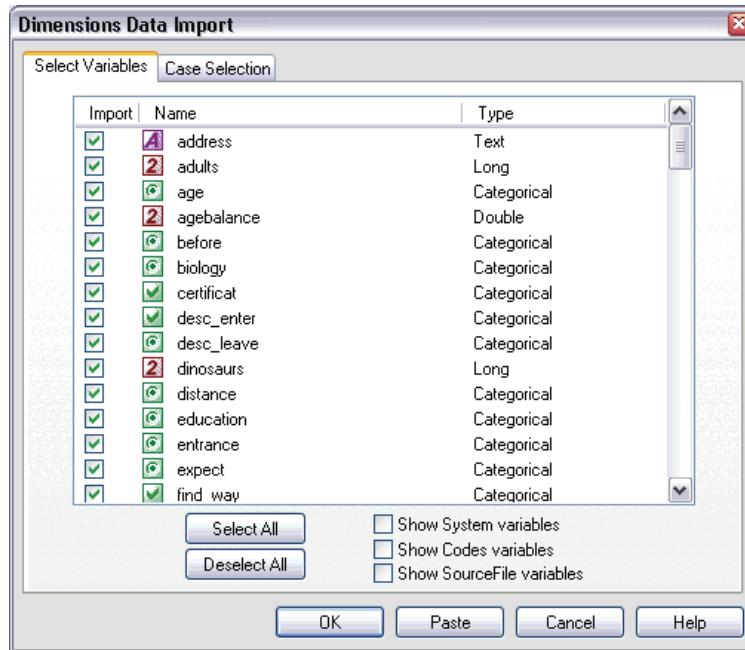 Dimensions Data Import
Select Variables Case Selection
Import Name Type
address Text
adults Long
age Categorical
agebalance Double
before Categorical
biology Categorical
certificat Categorical
desc_enter Categorical
desc_leave Categorical
dinosaurs Long
distance Categorical
education Categorical
entrance Categorical
expect Categorical
find_way Categorical
Select All Show System variables
Show Codes variables
Deselect All Show SourceFile variables
OK Paste Cancel Help